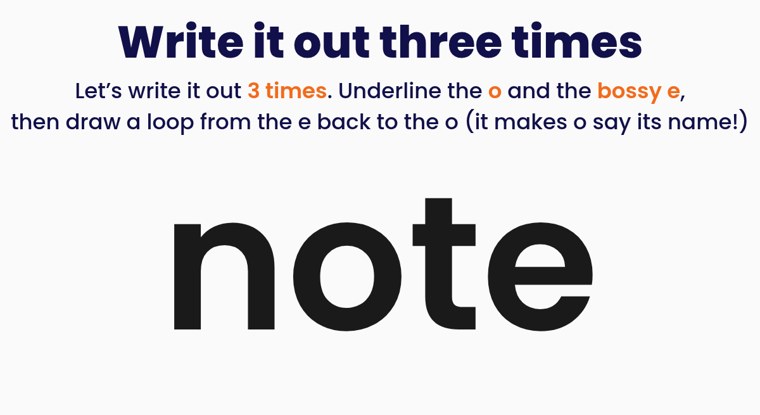 Write it out three times
Let’s write it out 3 times. Underline the o and the bossy e,
then draw a loop from the e back to the o (it makes o say its name!)
note